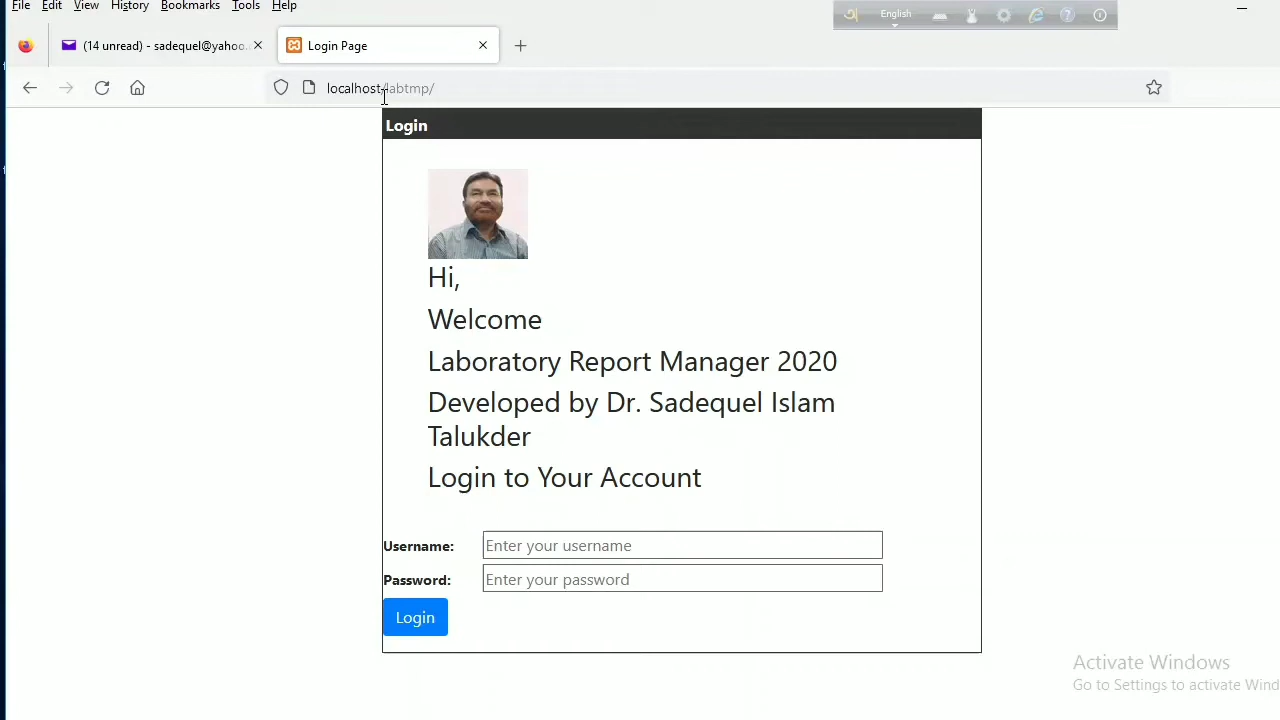 File Edit View History Bookmarks Tools Help
English
(14 unread) - sadequel@yahoo.
Login Page
localhost/labtmp/
Login
Hi,
Welcome
Laboratory Report Manager 2020
Developed by Dr. Sadequel Islam
Talukder
Login to Your Account
Username: Enter your username
Password: Enter your password
Login
Activate Windows
Go to Settings to activate Wind